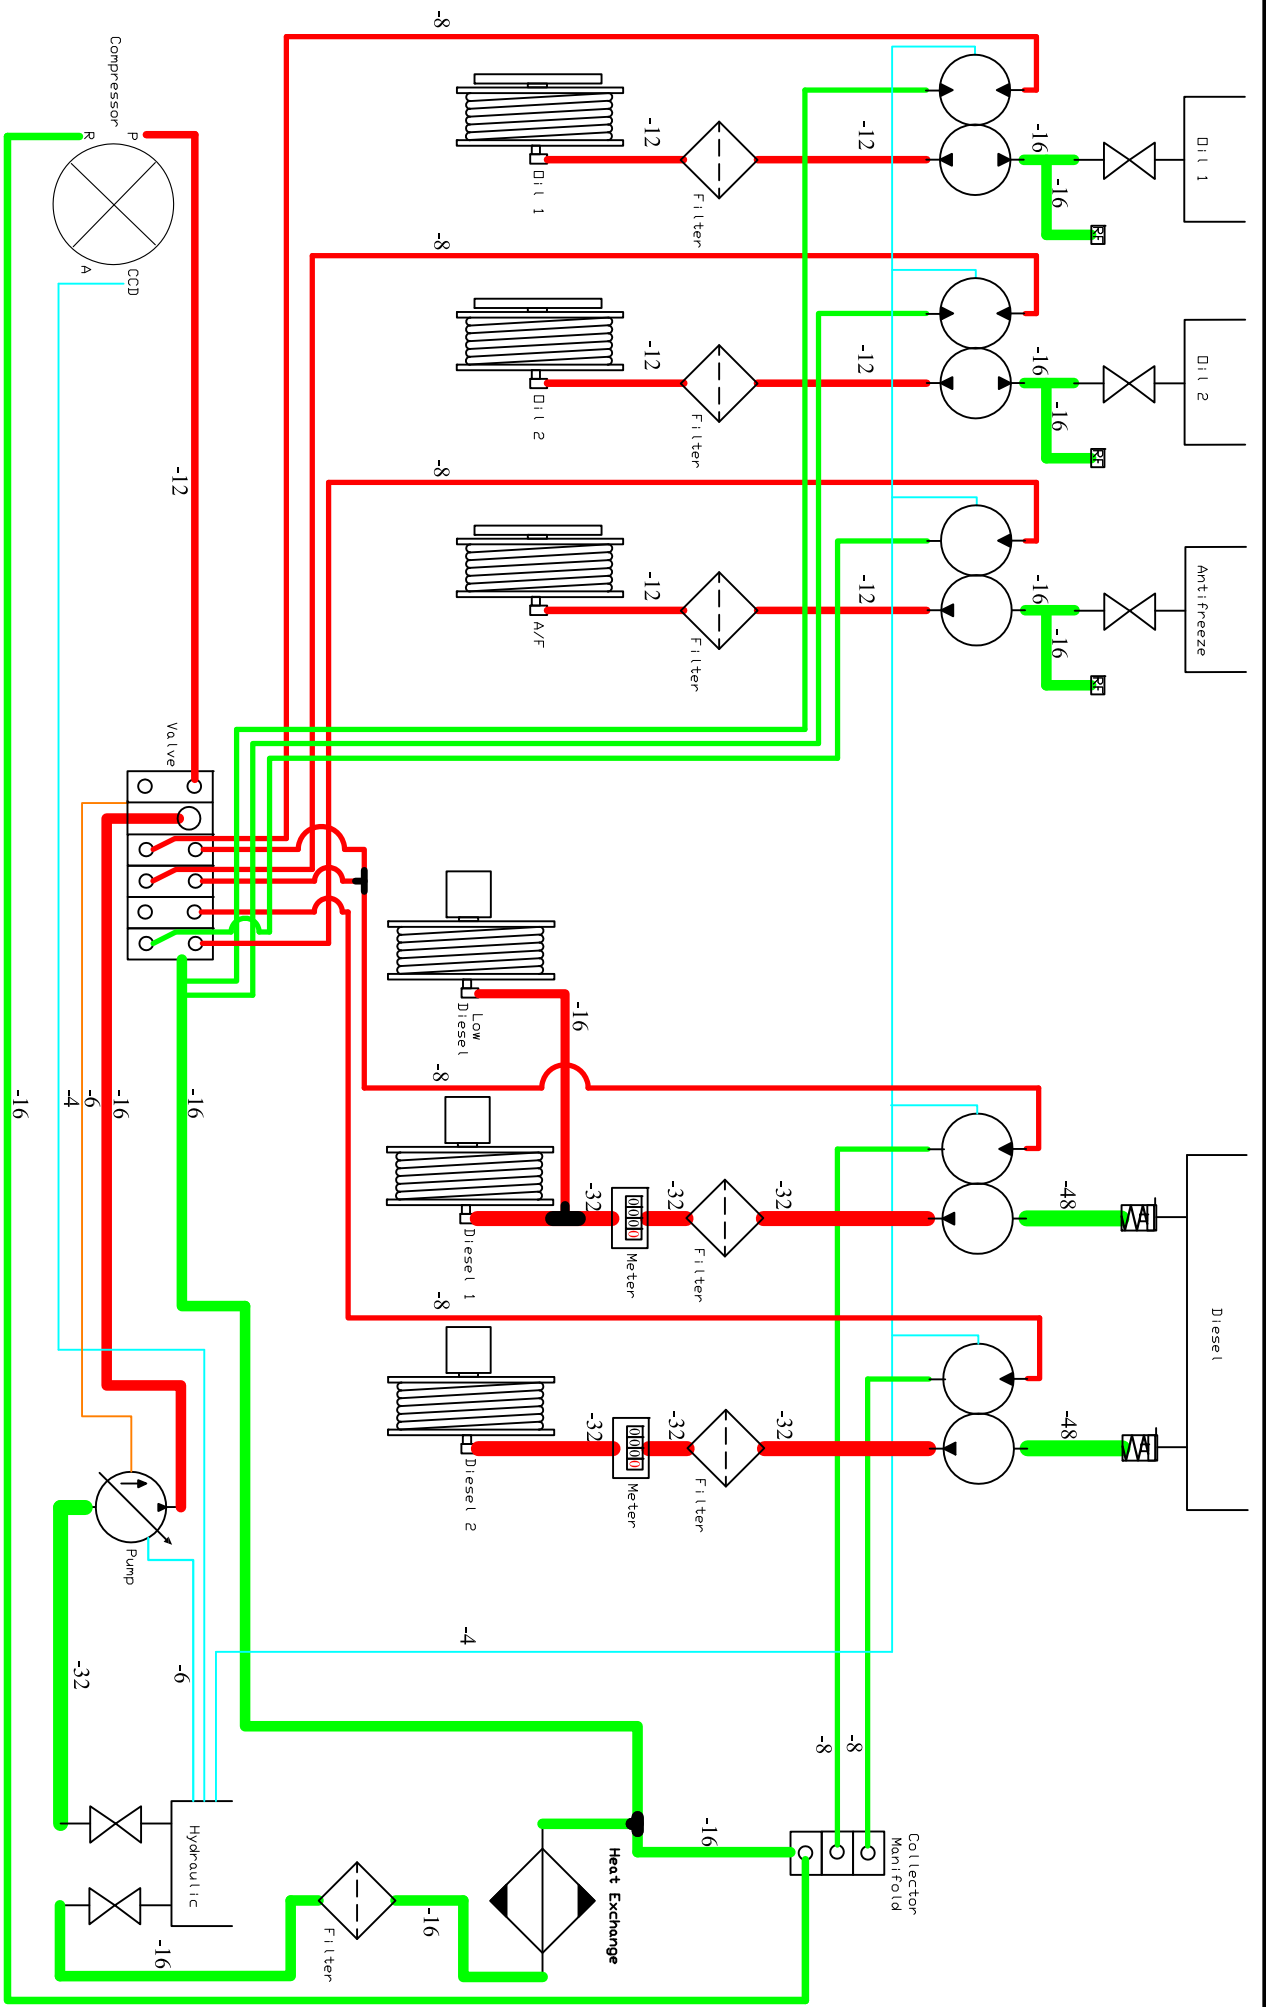 Oil 1
Oil 2
Antifreeze
Diesel
RF
RF
RF
-16
-16
-16
-16
-16
-16
-48
-48
Collector
Manifold
-12
-12
-12
-8
-8
-32
-32
Filter
Filter
Filter
Filter
Filter
-16
-12
-12
-12
-32
-32
0000
0000
Meter
Meter
Heat Exchange
-32
-32
-16
Oil 1
Oil 2
A/F
Low
Diesel
Diesel 1
Diesel 2
-4
-8
-8
-8
-8
-8
-16
Filter
-16
Hydraulic
-12
Valve
-6
-16
P
CCD
Pump
Compressor
-16
R
A
-6
-32
-4
-16